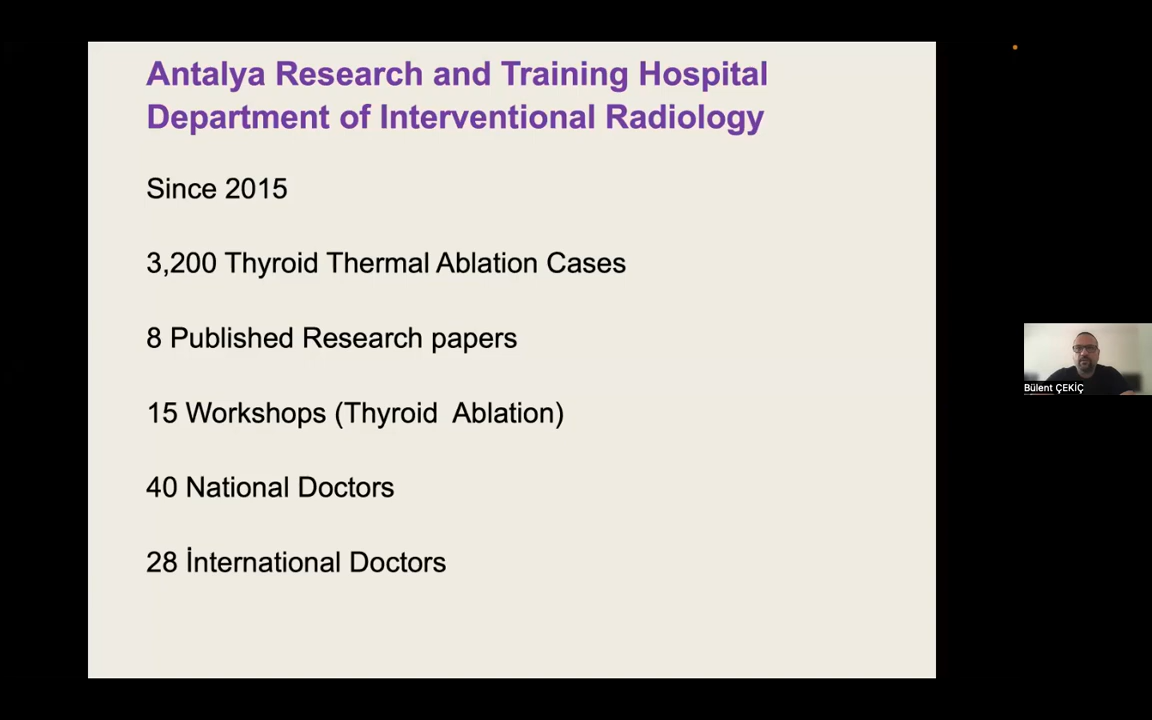 Antalya Research and Training Hospital
Department of Interventional Radiology
Since 2015
3,200 Thyroid Thermal Ablation Cases
8 Published Research papers
15 Workshops (Thyroid  Ablation)
40 National Doctors
28 İnternational Doctors
Bülent ÇEKİÇ